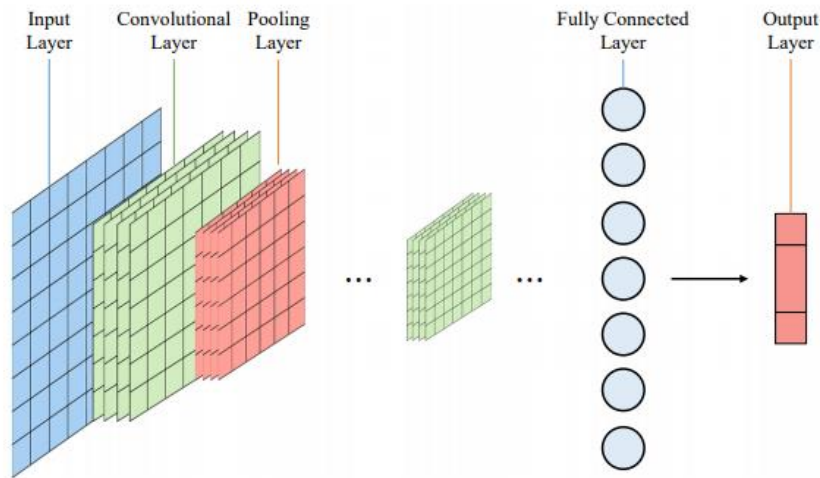 Input
Layer
Convolutional
Layer
Pooling
Layer
Fully Connected
Layer
Output
Layer
...
...